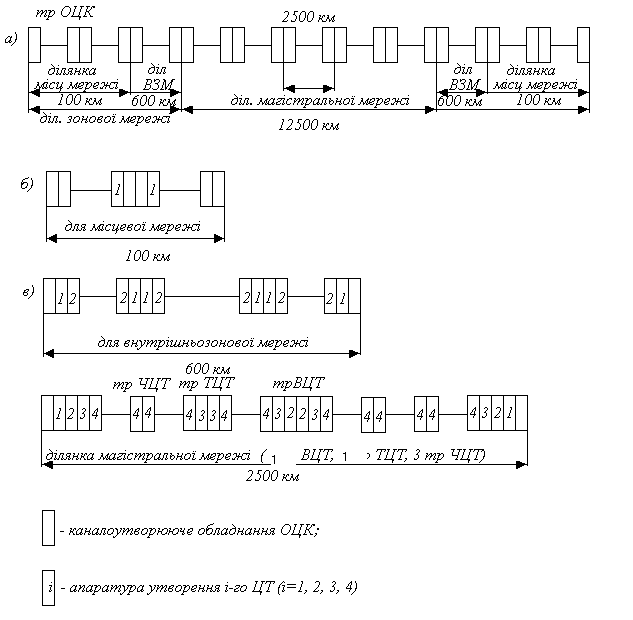 тр ОЦК
2500 км
а)
ділянка
місц мережі
діл
ВЗМ
діл
ВЗМ
ділянка
місц мережі
100 км
600 км
діл. магістральної мережі
600 км
100 км
діл. зонової мережі
12500 км
б)
1 1
для місцевої мережі
100 км
в)
1 2 2 1 1 2 2 1 1 2 2 1
для внутрішньозонової мережі
600 км
тр ЧЦТ тр ТЦТ трВЦТ
1 2 3 4 4 4 4 3 3 4 4 3 2 2 3 4 4 4 4 4 4 3 2 1
ділянка магістральної мережі ( 1 ВЦТ, 1 ТЦТ, 3 тр ЧЦТ)
2500 км
- каналоутворююче обладнання ОЦК;
i - апаратура утворення i-го ЦТ (i=1, 2, 3, 4)